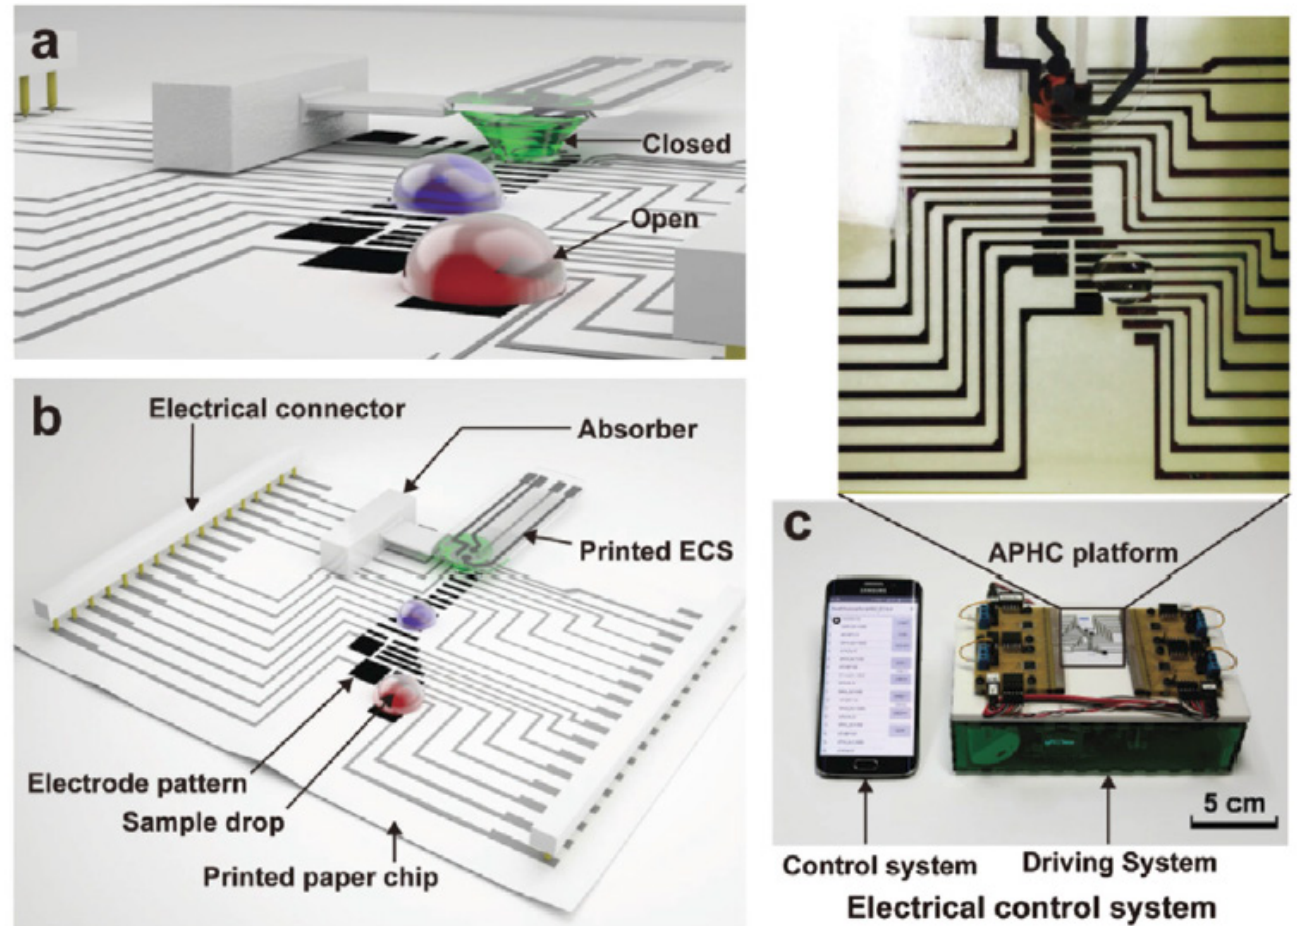 a
Closed
Open
b
Electrical connector
Absorber
Printed ECS
Electrode pattern
Sample drop
Printed paper chip
c
APHC platform
SAMSUNG
5 cm
Control system
Driving System
Electrical control system